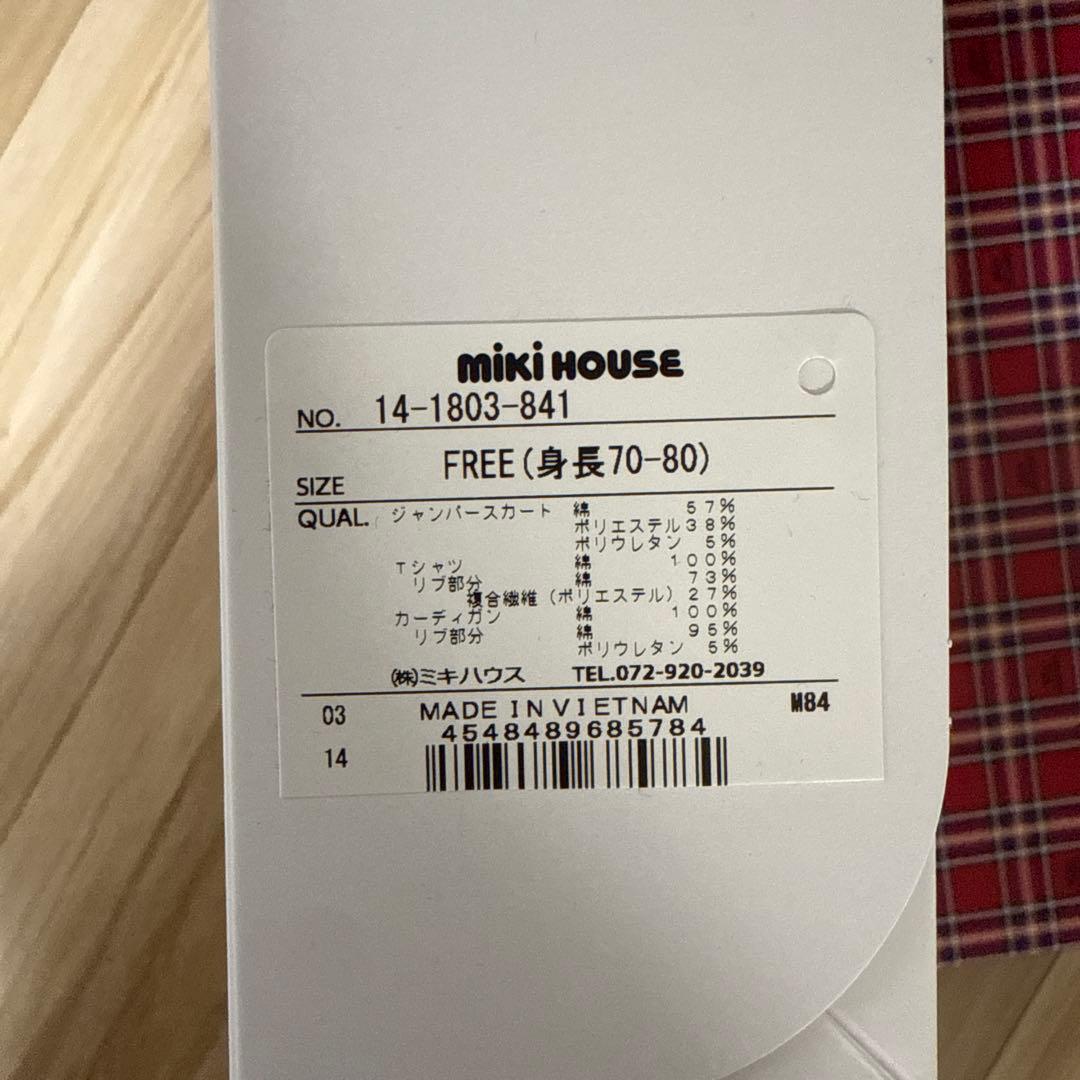 miki HOUSE
NO. 14-1803-841
SIZE FREE(身長70-80)
QUAL. ジャンパースカート 綿 57%
ポリエステル 38%
ポリウレタン 5%
Tシャツ 綿 100%
リブ部分 綿 73%
複合繊維(ポリエステル) 27%
カーディガン 綿 100%
リブ部分 綿 95%
ポリウレタン 5%
㈱ミキハウス TEL.072-920-2039
03 MADE IN VIETNAM M84
4548489685784
14